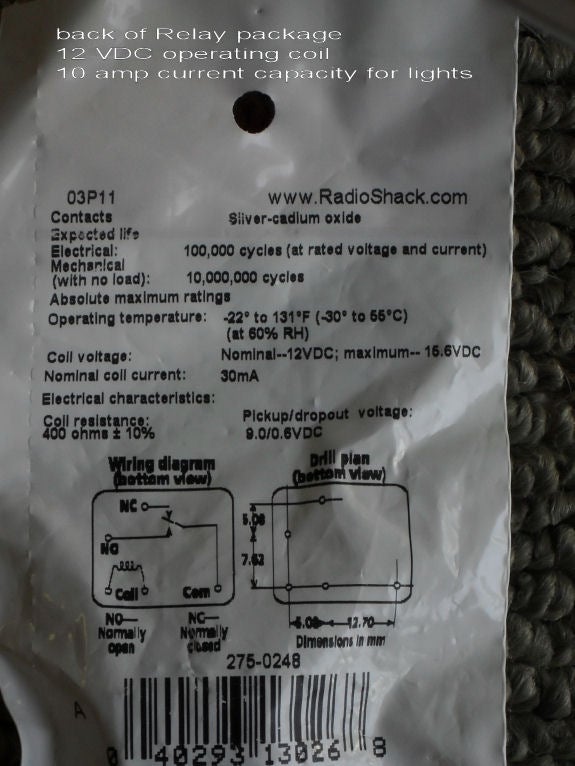 back of Relay package
12 VDC operating coil
10 amp current capacity for lights
03P11 www.RadioShack.com
Contacts Silver-cadium oxide
Expected life
Electrical: 100,000 cycles (at rated voltage and current)
Mechanical
(with no load): 10,000,000 cycles
Absolute maximum ratings
Operating temperature: -22° to 131°F (-30° to 55°C)
(at 60% RH)
Coil voltage: Nominal--12VDC; maximum-- 15.6VDC
Nominal coil current: 30mA
Electrical characteristics:
Coil resistance: Pickup/dropout voltage:
400 ohms ± 10% 9.0/0.6VDC
Wiring diagram Drill plan
(bottom view) (bottom view)
NC
5.08
NO
7.62
Coil Com
NO— NC— 5.08 12.70
Normally Normally Dimensions in mm
open closed
275-0248
A
0 40293 13026 8